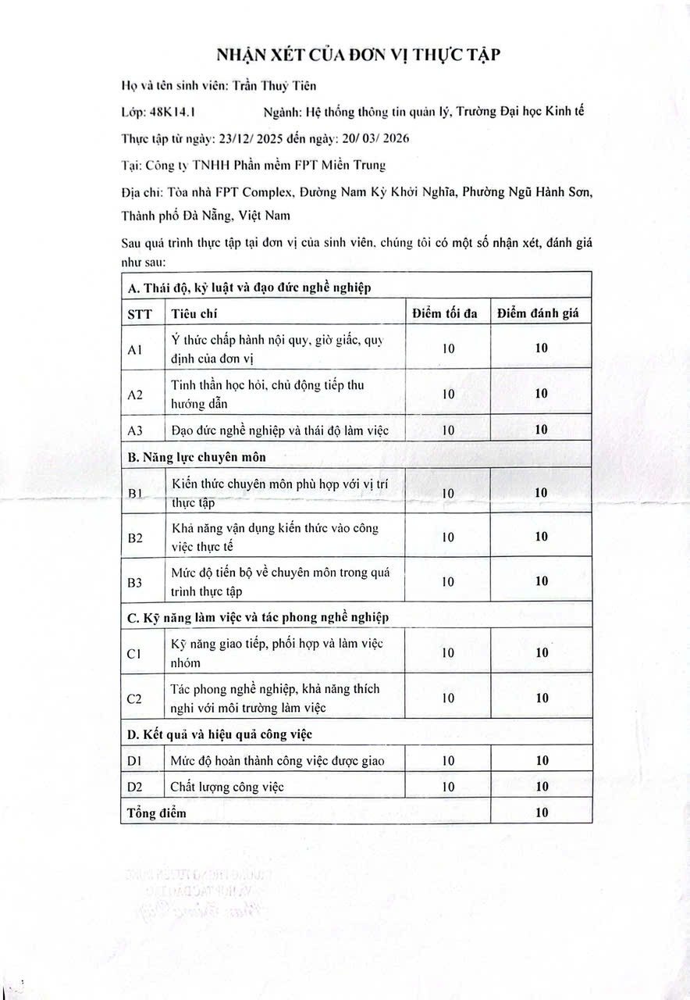 NHẬN XÉT CỦA ĐƠN VỊ THỰC TẬP
Họ và tên sinh viên: Trần Thuỷ Tiên
Lớp: 48K14.1 Ngành: Hệ thống thông tin quản lý, Trường Đại học Kinh tế
Thực tập từ ngày: 23/12/ 2025 đến ngày: 20/ 03/ 2026
Tại: Công ty TNHH Phần mềm FPT Miền Trung
Địa chỉ: Tòa nhà FPT Complex, Đường Nam Kỳ Khởi Nghĩa, Phường Ngũ Hành Sơn,
Thành phố Đà Nẵng, Việt Nam
Sau quá trình thực tập tại đơn vị của sinh viên, chúng tôi có một số nhận xét, đánh giá
như sau:
A. Thái độ, kỷ luật và đạo đức nghề nghiệp
STT Tiêu chí Điểm tối đa Điểm đánh giá
A1 Ý thức chấp hành nội quy, giờ giấc, quy
định của đơn vị 10 10
A2 Tinh thần học hỏi, chủ động tiếp thu
hướng dẫn 10 10
A3 Đạo đức nghề nghiệp và thái độ làm việc 10 10
B. Năng lực chuyên môn
B1 Kiến thức chuyên môn phù hợp với vị trí
thực tập 10 10
B2 Khả năng vận dụng kiến thức vào công
việc thực tế 10 10
B3 Mức độ tiến bộ về chuyên môn trong quá
trình thực tập 10 10
C. Kỹ năng làm việc và tác phong nghề nghiệp
C1 Kỹ năng giao tiếp, phối hợp và làm việc
nhóm 10 10
C2 Tác phong nghề nghiệp, khả năng thích
nghi với môi trường làm việc 10 10
D. Kết quả và hiệu quả công việc
D1 Mức độ hoàn thành công việc được giao 10 10
D2 Chất lượng công việc 10 10
Tổng điểm 10